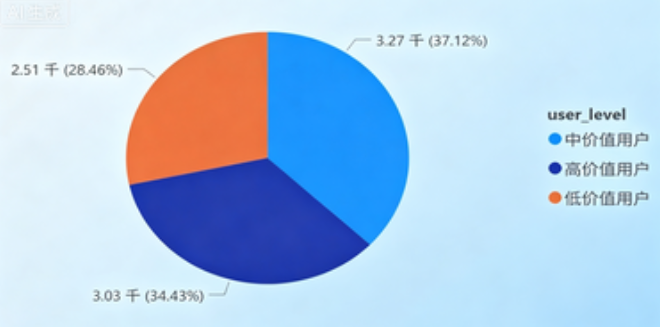 3.27 千 (37.12%)
2.51 千 (28.46%)
3.03 千 (34.43%)
user_level
中价值用户
高价值用户
低价值用户